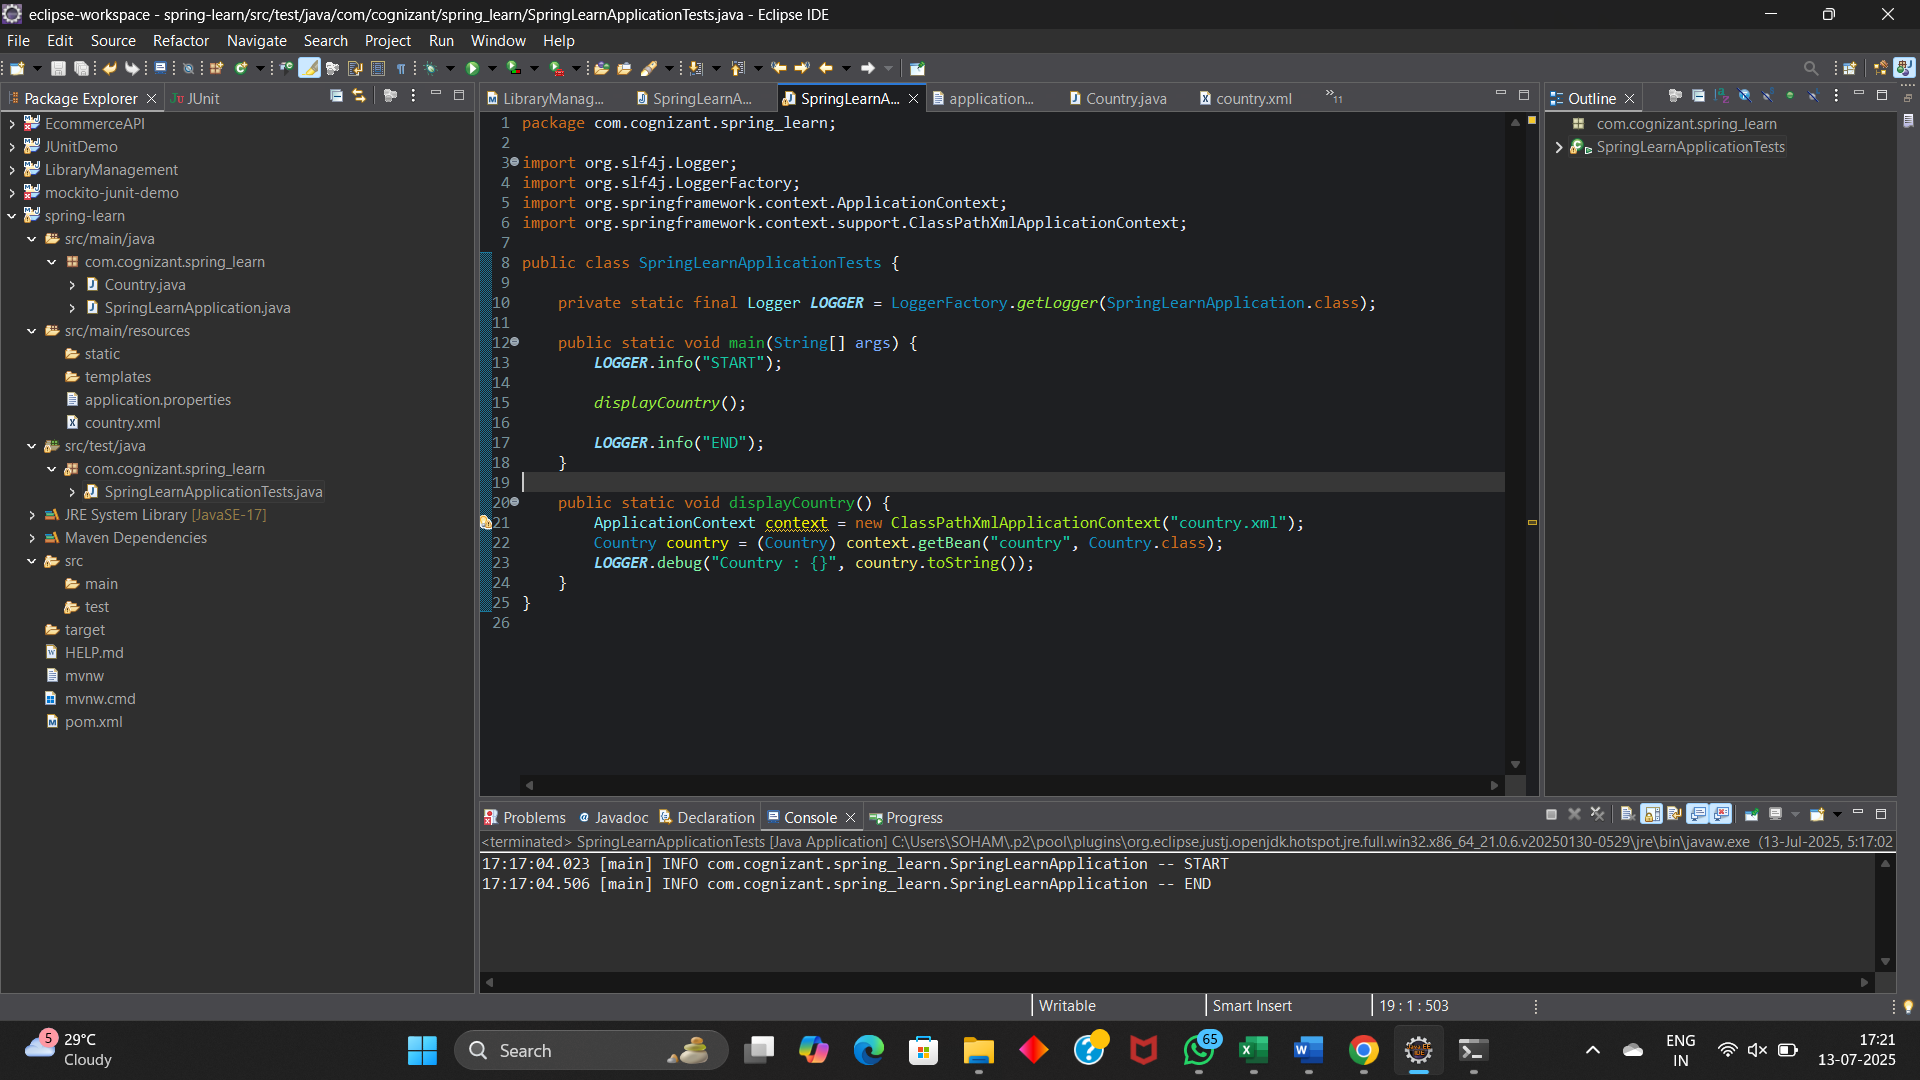 eclipse-workspace - spring-learn/src/test/java/com/cognizant/spring_learn/SpringLearnApplicationTests.java - Eclipse IDE
File Edit Source Refactor Navigate Search Project Run Window Help
Package Explorer JUnit
EcommerceAPI
JUnitDemo
LibraryManagement
mockito-junit-demo
spring-learn
src/main/java
com.cognizant.spring_learn
Country.java
SpringLearnApplication.java
src/main/resources
static
templates
application.properties
country.xml
src/test/java
com.cognizant.spring_learn
SpringLearnApplicationTests.java
JRE System Library [JavaSE-17]
Maven Dependencies
src
main
test
target
HELP.md
mvnw
mvnw.cmd
pom.xml
LibraryManag... SpringLearnA... SpringLearnA... application... Country.java country.xml »11
1 package com.cognizant.spring_learn;
2
3 import org.slf4j.Logger;
4 import org.slf4j.LoggerFactory;
5 import org.springframework.context.ApplicationContext;
6 import org.springframework.context.support.ClassPathXmlApplicationContext;
7
8 public class SpringLearnApplicationTests {
9
10 private static final Logger LOGGER = LoggerFactory.getLogger(SpringLearnApplication.class);
11
12 public static void main(String[] args) {
13 LOGGER.info("START");
14
15 displayCountry();
16
17 LOGGER.info("END");
18 }
19
20 public static void displayCountry() {
21 ApplicationContext context = new ClassPathXmlApplicationContext("country.xml");
22 Country country = (Country) context.getBean("country", Country.class);
23 LOGGER.debug("Country : {}", country.toString());
24 }
25 }
26
Outline
com.cognizant.spring_learn
SpringLearnApplicationTests
Problems Javadoc Declaration Console Progress
<terminated> SpringLearnApplicationTests [Java Application] C:\Users\SOHAM\.p2\pool\plugins\org.eclipse.justj.openjdk.hotspot.jre.full.win32.x86_64_21.0.6.v20250130-0529\jre\bin\javaw.exe (13-Jul-2025, 5:17:02
17:17:04.023 [main] INFO com.cognizant.spring_learn.SpringLearnApplication -- START
17:17:04.506 [main] INFO com.cognizant.spring_learn.SpringLearnApplication -- END
Writable Smart Insert 19 : 1 : 503
5 29°C
Cloudy
Search
65
ENG
IN
17:21
13-07-2025